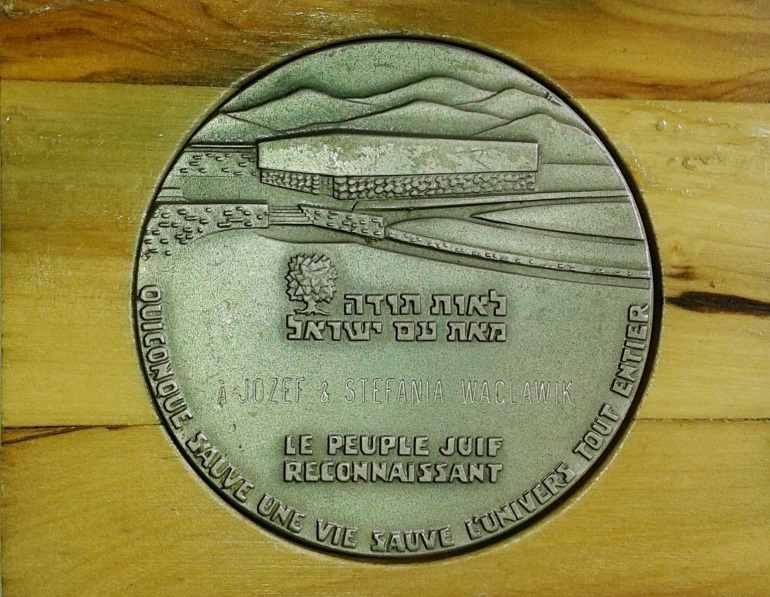 לאות תודה
מאת עם ישראל
A JOZEF & STEFANIA WACLAWIK
LE PEUPLE JUIF
RECONNAISSANT
QUICONQUE SAUVE UNE VIE SAUVE L'UNIVERS TOUT ENTIER